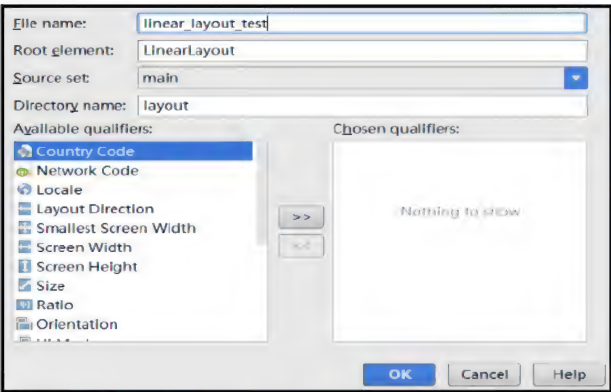 File name: linear_layout_test
Root element: LinearLayout
Source set: main
Directory name: layout
Available qualifiers: Chosen qualifiers:
Country Code
Network Code
Locale
Layout Direction
Smallest Screen Width
Screen Width
Screen Height
Size
Ratio
Orientation
>>
<<
Nothing to show
OK Cancel Help